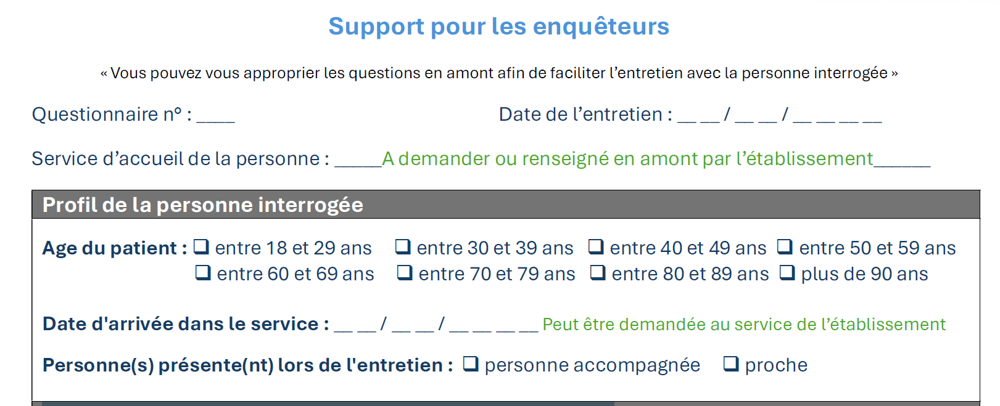 Support pour les enquêteurs
« Vous pouvez vous approprier les questions en amont afin de faciliter l’entretien avec la personne interrogée »
Questionnaire n° : ____ Date de l’entretien : __ __ / __ __ / __ __ __ __
Service d’accueil de la personne : _____A demander ou renseigné en amont par l’établissement______
Profil de la personne interrogée
Age du patient : ❑ entre 18 et 29 ans ❑ entre 30 et 39 ans ❑ entre 40 et 49 ans ❑ entre 50 et 59 ans
❑ entre 60 et 69 ans ❑ entre 70 et 79 ans ❑ entre 80 et 89 ans ❑ plus de 90 ans
Date d'arrivée dans le service : __ __ / __ __ / __ __ __ __ Peut être demandée au service de l’établissement
Personne(s) présente(nt) lors de l'entretien : ❑ personne accompagnée ❑ proche